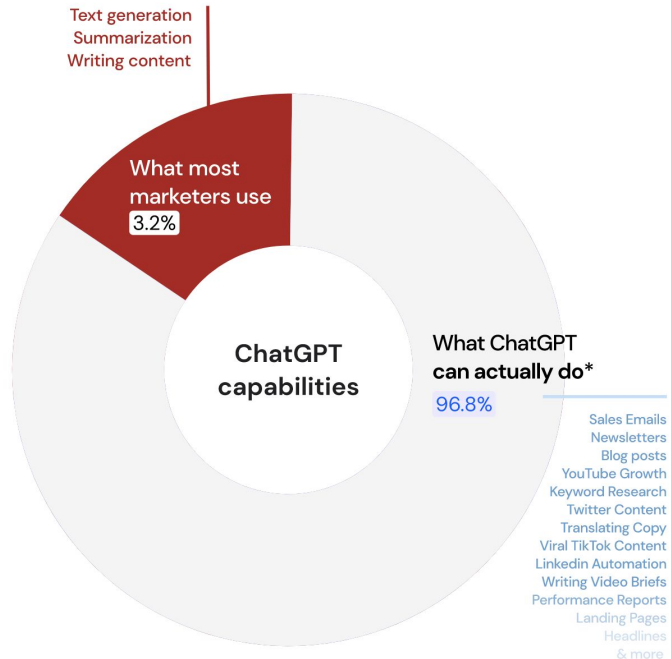 Text generation
Summarization
Writing content
What most
marketers use
3.2%
ChatGPT
capabilities
What ChatGPT
can actually do*
96.8%
Sales Emails
Newsletters
Blog posts
YouTube Growth
Keyword Research
Twitter Content
Translating Copy
Viral TikTok Content
Linkedin Automation
Writing Video Briefs
Performance Reports
Landing Pages
Headlines
& more